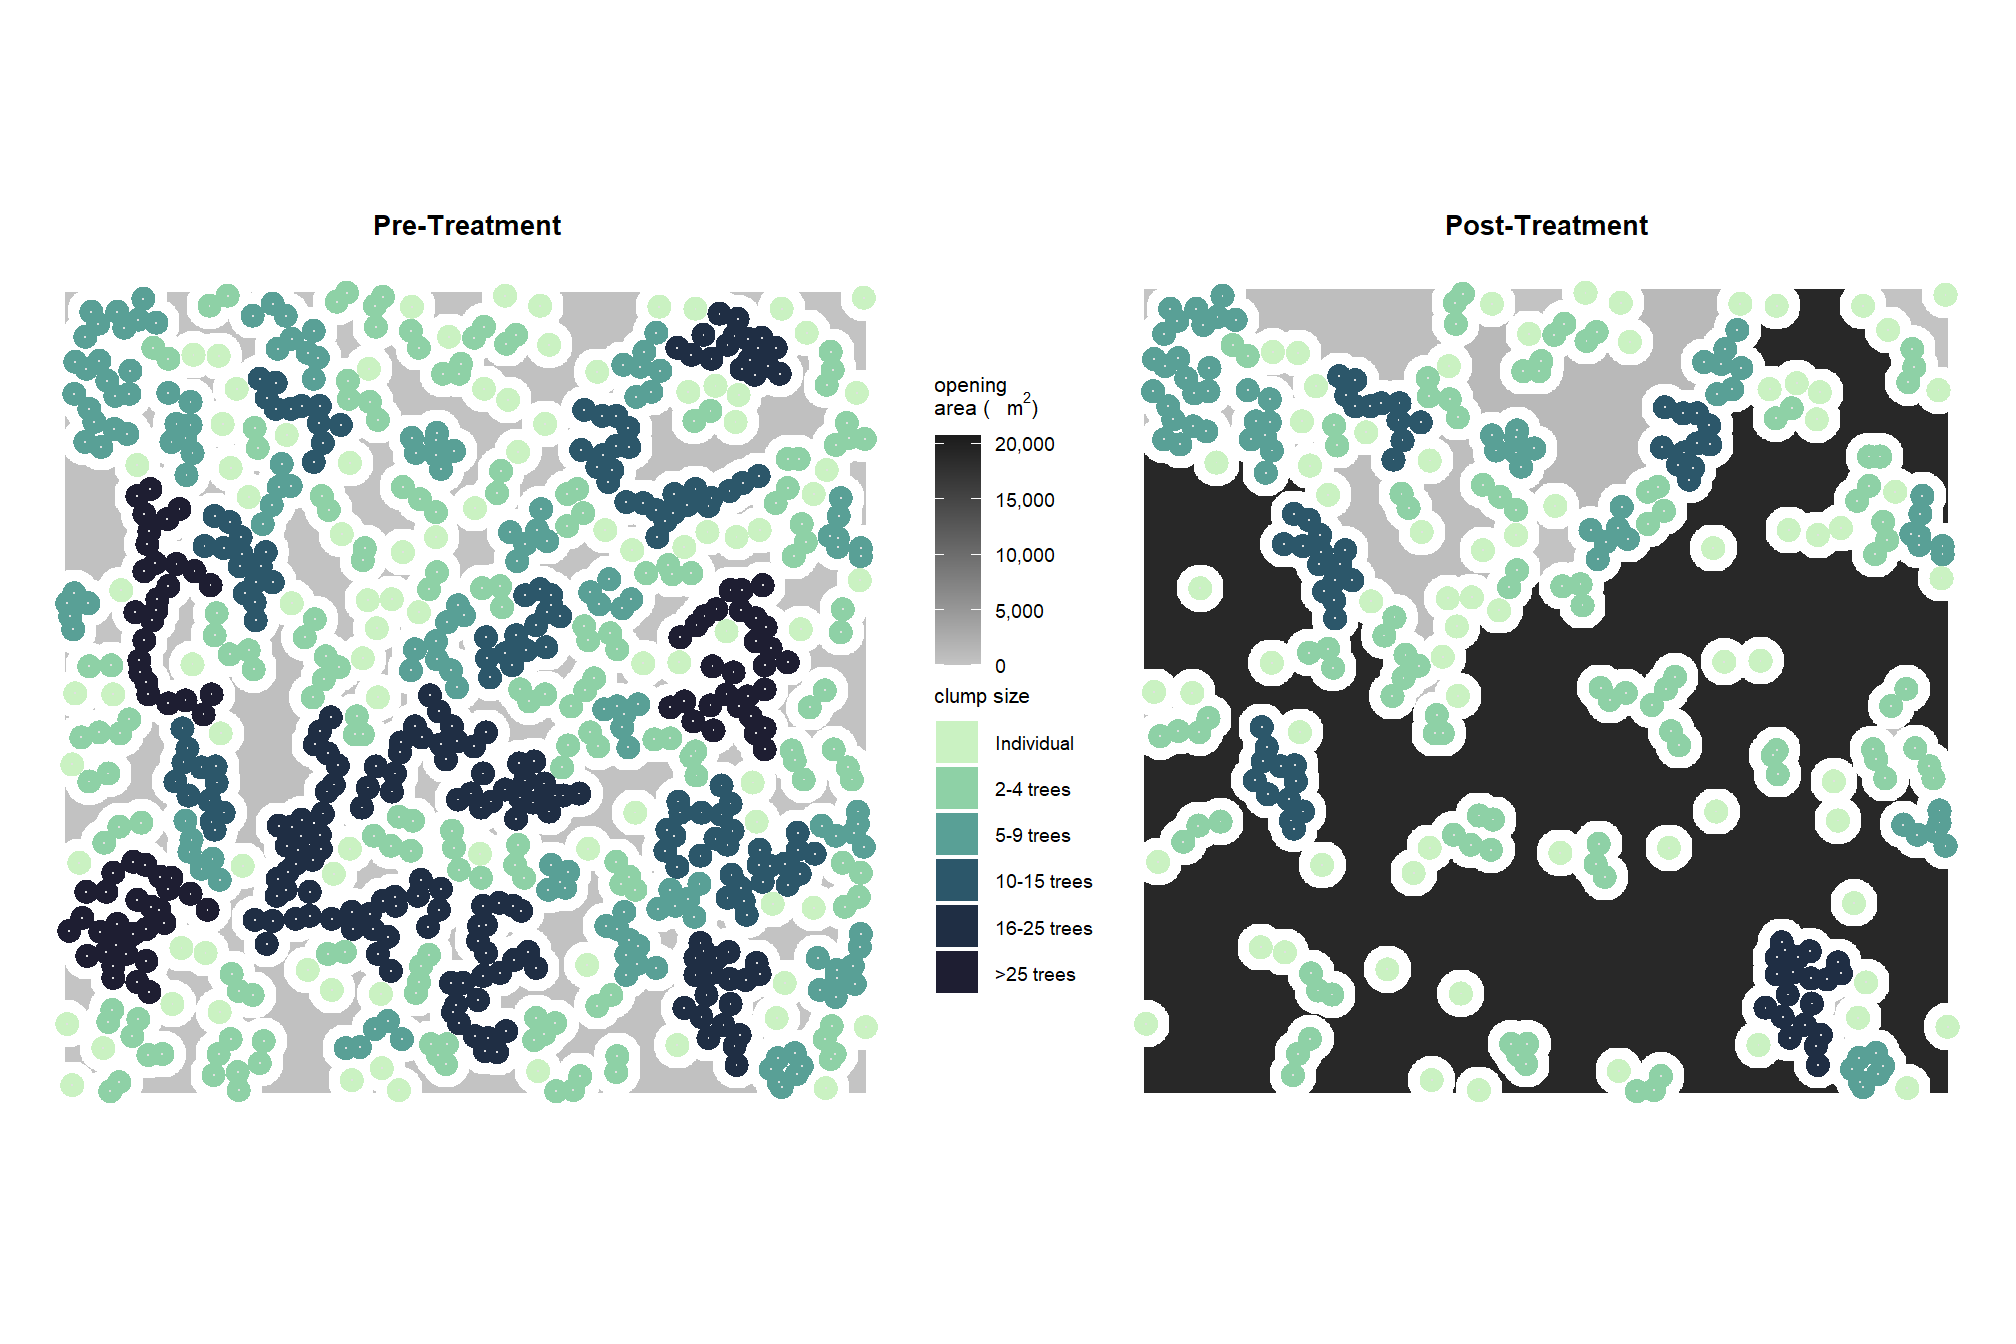 Pre-Treatment
Post-Treatment
opening
area ( m²)
20,000
15,000
10,000
5,000
0
clump size
Individual
2-4 trees
5-9 trees
10-15 trees
16-25 trees
>25 trees